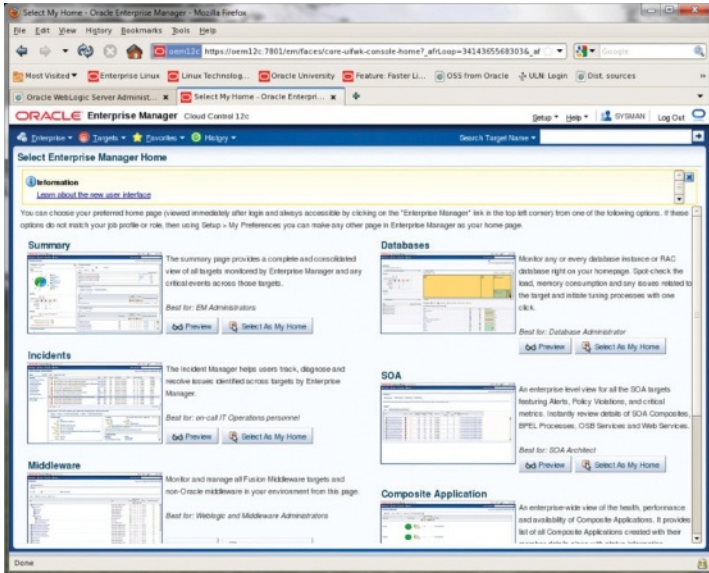 Select My Home - Oracle Enterprise Manager - Mozilla Firefox
File Edit View History Bookmarks Tools Help
oem12c https://oem12c:7801/em/faces/core-uifwk-console-home?_afrLoop=3414365568303&_af
Google
Most Visited Enterprise Linux Linux Technolog... Oracle University Feature: Faster Li... OSS from Oracle ULN: Login Dist. sources
Oracle WebLogic Server Administ... Select My Home - Oracle Enterpri...
ORACLE Enterprise Manager Cloud Control 12c
Setup Help SYSMAN Log Out
Enterprise Targets Favorites History
Search Target Name
Select Enterprise Manager Home
Information
Learn about the new user interface
You can choose your preferred home page (viewed immediately after login and always accessible by clicking on the "Enterprise Manager" link in the top left corner) from one of the following options. If these
options do not match your job profile or role, then using Setup > My Preferences you can make any other page in Enterprise Manager as your home page.
Summary
The summary page provides a complete and consolidated
view of all targets monitored by Enterprise Manager and any
critical events across those targets.
Best for: EM Administrators
Preview Select As My Home
Incidents
The Incident Manager helps users track, diagnose and
resolve issues identified across targets by Enterprise
Manager.
Best for: on-call IT Operations personnel
Preview Select As My Home
Middleware
Monitor and manage all Fusion Middleware targets and
non-Oracle middleware in your environment from this page.
Best for: Weblogic and Middleware Administrators
Databases
Monitor any or every database instance or RAC
database right on your homepage. Spot-check the
load, memory consumption and any issues related to
the target and initiate tuning processes with one
click.
Best for: Database Administrator
Preview Select As My Home
SOA
An enterprise level view for all the SOA targets
featuring Alerts, Policy Violations, and critical
metrics. Instantly review details of SOA Composites,
BPEL Processes, OSB Services and Web Services.
Best for: SOA Architect
Preview Select As My Home
Composite Application
An enterprise-wide view of the health, performance
and availability of Composite Applications. It provides
list of all Composite Applications created with their
Done